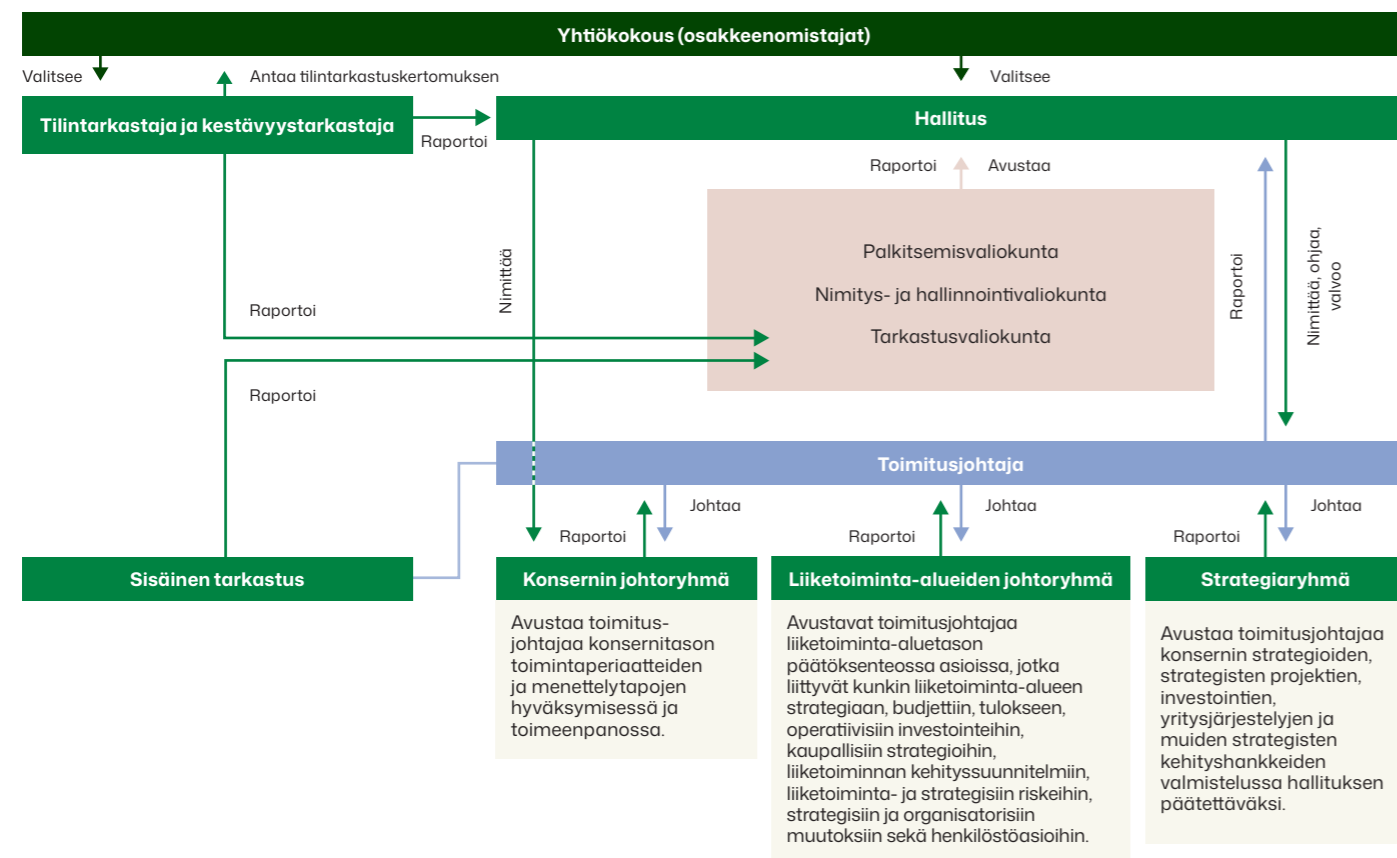 Yhtiökokous (osakkeenomistajat)
Valitsee
Antaa tilintarkastuskertomuksen
Valitsee
Tilintarkastaja ja kestävyystarkastaja
Raportoi
Hallitus
Raportoi
Avustaa
Palkitsemisvaliokunta
Nimitys- ja hallinnointivaliokunta
Tarkastusvaliokunta
Nimittää
Raportoi
Nimittää, ohjaa,
valvoo
Raportoi
Raportoi
Toimitusjohtaja
Raportoi
Johtaa
Raportoi
Johtaa
Raportoi
Johtaa
Sisäinen tarkastus
Konsernin johtoryhmä
Avustaa toimitus-
johtajaa konsernitason
toimintaperiaatteiden
ja menettelytapojen
hyväksymisessä ja
toimeenpanossa.
Liiketoiminta-alueiden johtoryhmä
Avustavat toimitusjohtajaa
liiketoiminta-aluetason
päätöksenteossa asioissa, jotka
liittyvät kunkin liiketoiminta-alueen
strategiaan, budjettiin, tulokseen,
operatiivisiin investointeihin,
kaupallisiin strategioihin,
liiketoiminnan kehityssuunnitelmiin,
liiketoiminta- ja strategisiin riskeihin,
strategisiin ja organisatorisiin
muutoksiin sekä henkilöstöasioihin.
Strategiaryhmä
Avustaa toimitusjohtajaa
konsernin strategioiden,
strategisten projektien,
investointien,
yritysjärjestelyjen ja
muiden strategisten
kehityshankkeiden
valmistelussa hallituksen
päätettäväksi.